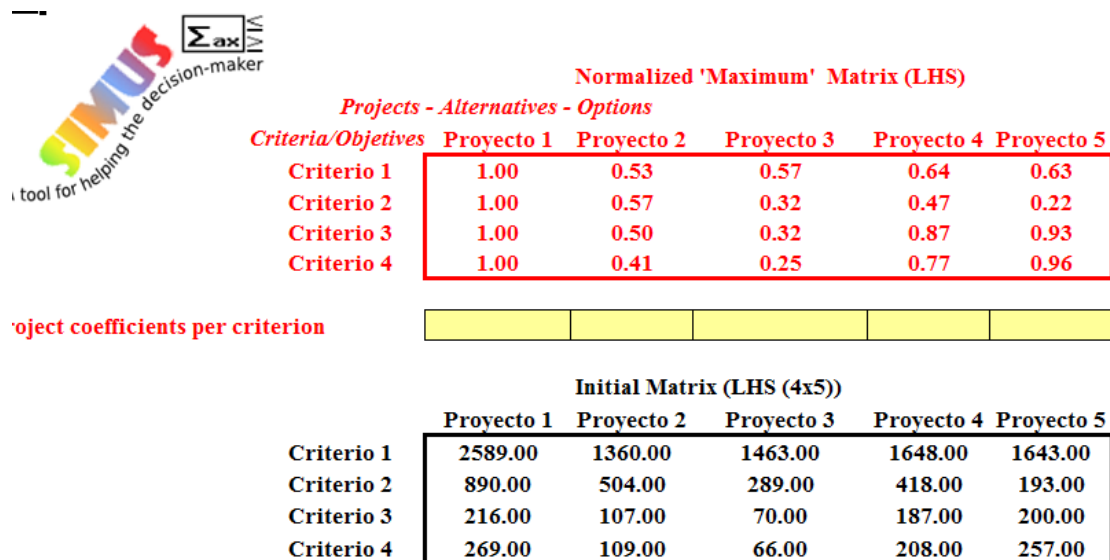 Σax ≤ ≥
SIMUS
tool for helping the decision-maker
Normalized 'Maximum' Matrix (LHS)
Projects - Alternatives - Options
Criteria/Objetives Proyecto 1 Proyecto 2 Proyecto 3 Proyecto 4 Proyecto 5
Criterio 1 1.00 0.53 0.57 0.64 0.63
Criterio 2 1.00 0.57 0.32 0.47 0.22
Criterio 3 1.00 0.50 0.32 0.87 0.93
Criterio 4 1.00 0.41 0.25 0.77 0.96
oject coefficients per criterion
Initial Matrix (LHS (4x5))
Proyecto 1 Proyecto 2 Proyecto 3 Proyecto 4 Proyecto 5
Criterio 1 2589.00 1360.00 1463.00 1648.00 1643.00
Criterio 2 890.00 504.00 289.00 418.00 193.00
Criterio 3 216.00 107.00 70.00 187.00 200.00
Criterio 4 269.00 109.00 66.00 208.00 257.00